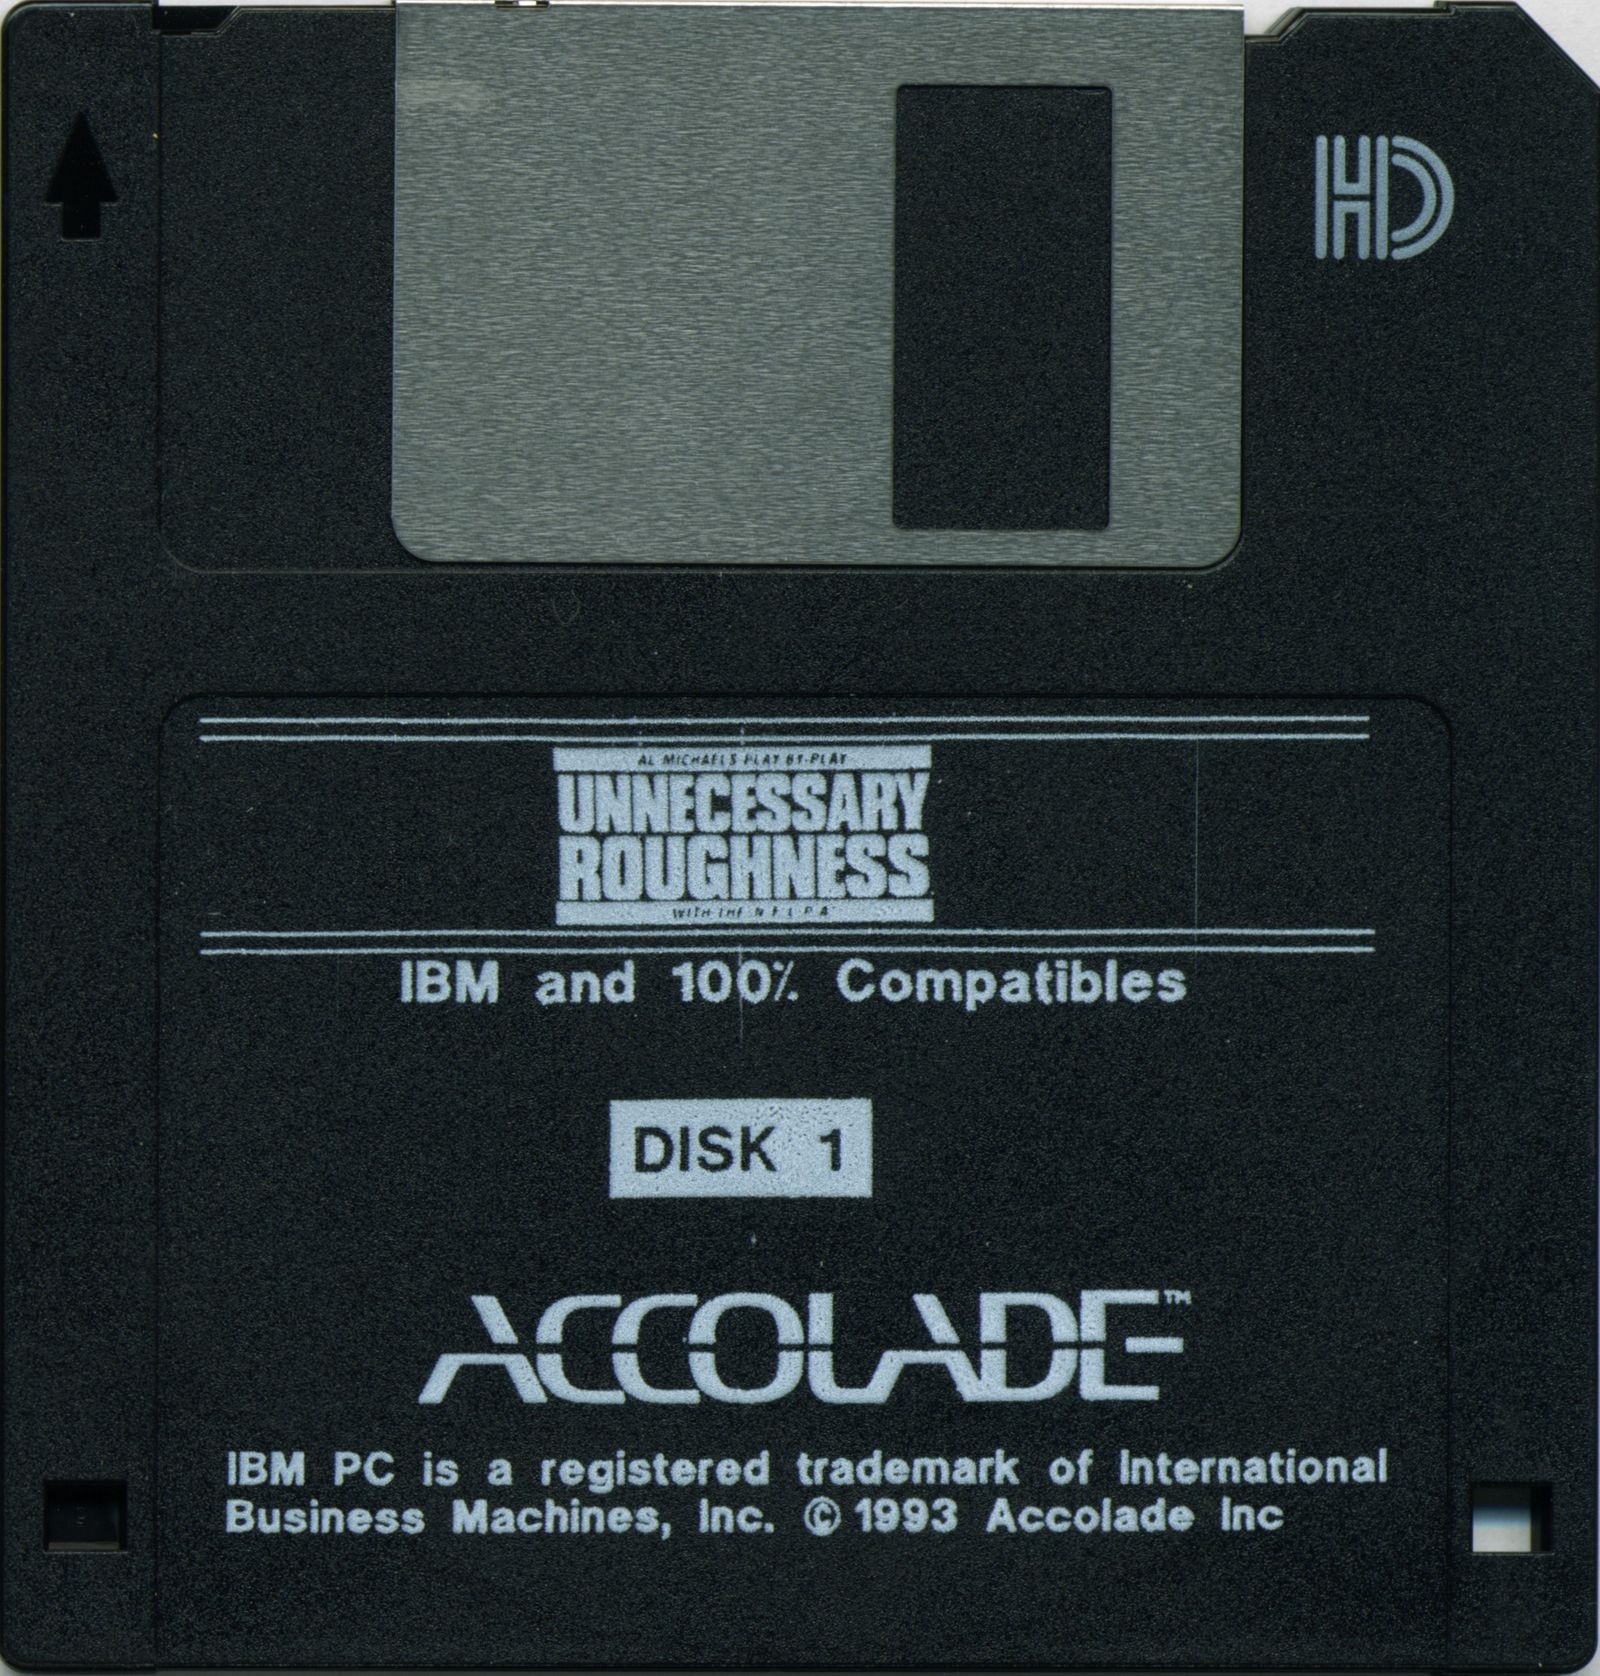 HD
AL MICHAELS PLAY-BY-PLAY
UNNECESSARY
ROUGHNESS
WITH THE N F L P A
IBM and 100% Compatibles
DISK 1
ACCOLADE™
IBM PC is a registered trademark of International
Business Machines, Inc. © 1993 Accolade Inc